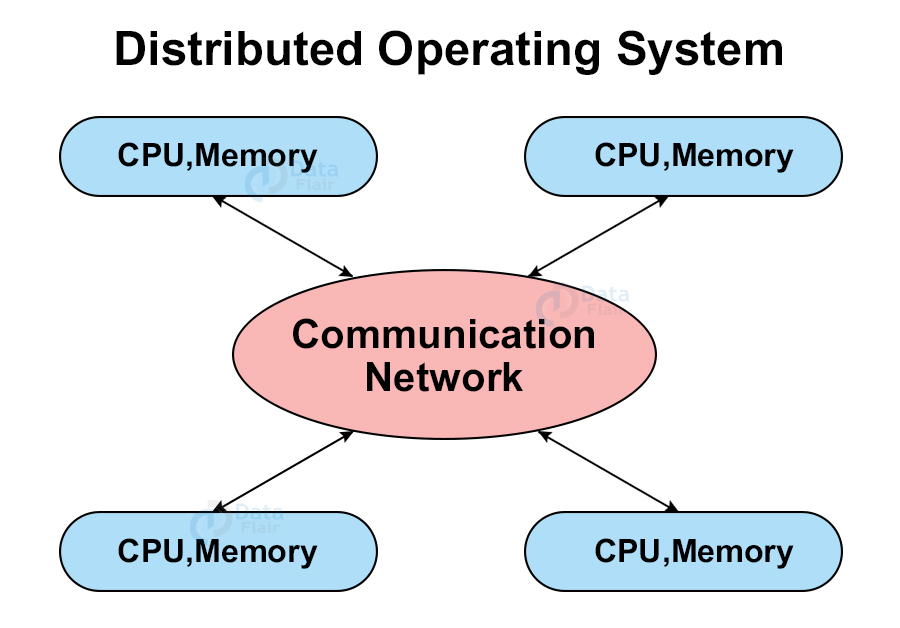 Distributed Operating System
CPU,Memory
CPU,Memory
Data
Flair
Data
Flair
Communication
Network
Data
Flair
CPU,Memory
CPU,Memory